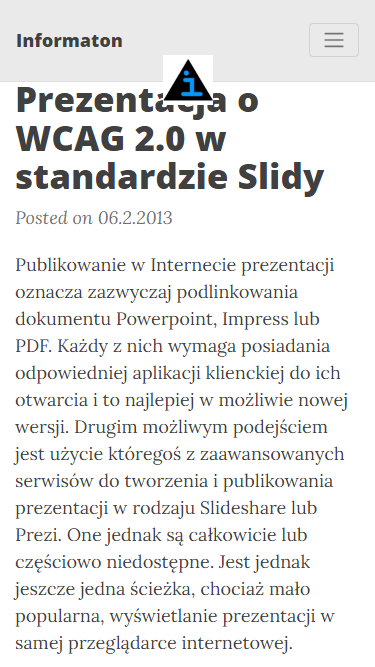 Informaton
Prezentacja o
WCAG 2.0 w
standardzie Slidy
Posted on 06.2.2013
Publikowanie w Internecie prezentacji
oznacza zazwyczaj podlinkowania
dokumentu Powerpoint, Impress lub
PDF. Każdy z nich wymaga posiadania
odpowiedniej aplikacji klienckiej do ich
otwarcia i to najlepiej w możliwie nowej
wersji. Drugim możliwym podejściem
jest użycie któregoś z zaawansowanych
serwisów do tworzenia i publikowania
prezentacji w rodzaju Slideshare lub
Prezi. One jednak są całkowicie lub
częściowo niedostępne. Jest jednak
jeszcze jedna ścieżka, chociaż mało
popularna, wyświetlanie prezentacji w
samej przeglądarce internetowej.